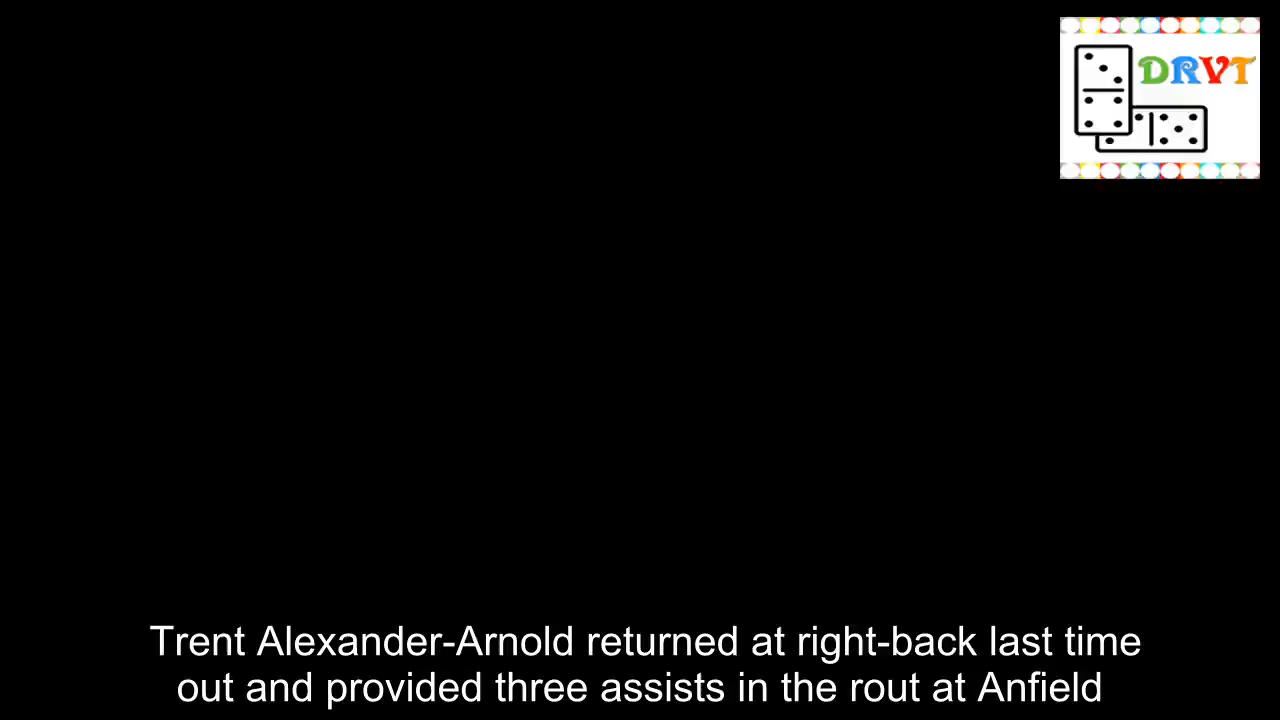 DRVT
Trent Alexander-Arnold returned at right-back last time
out and provided three assists in the rout at Anfield